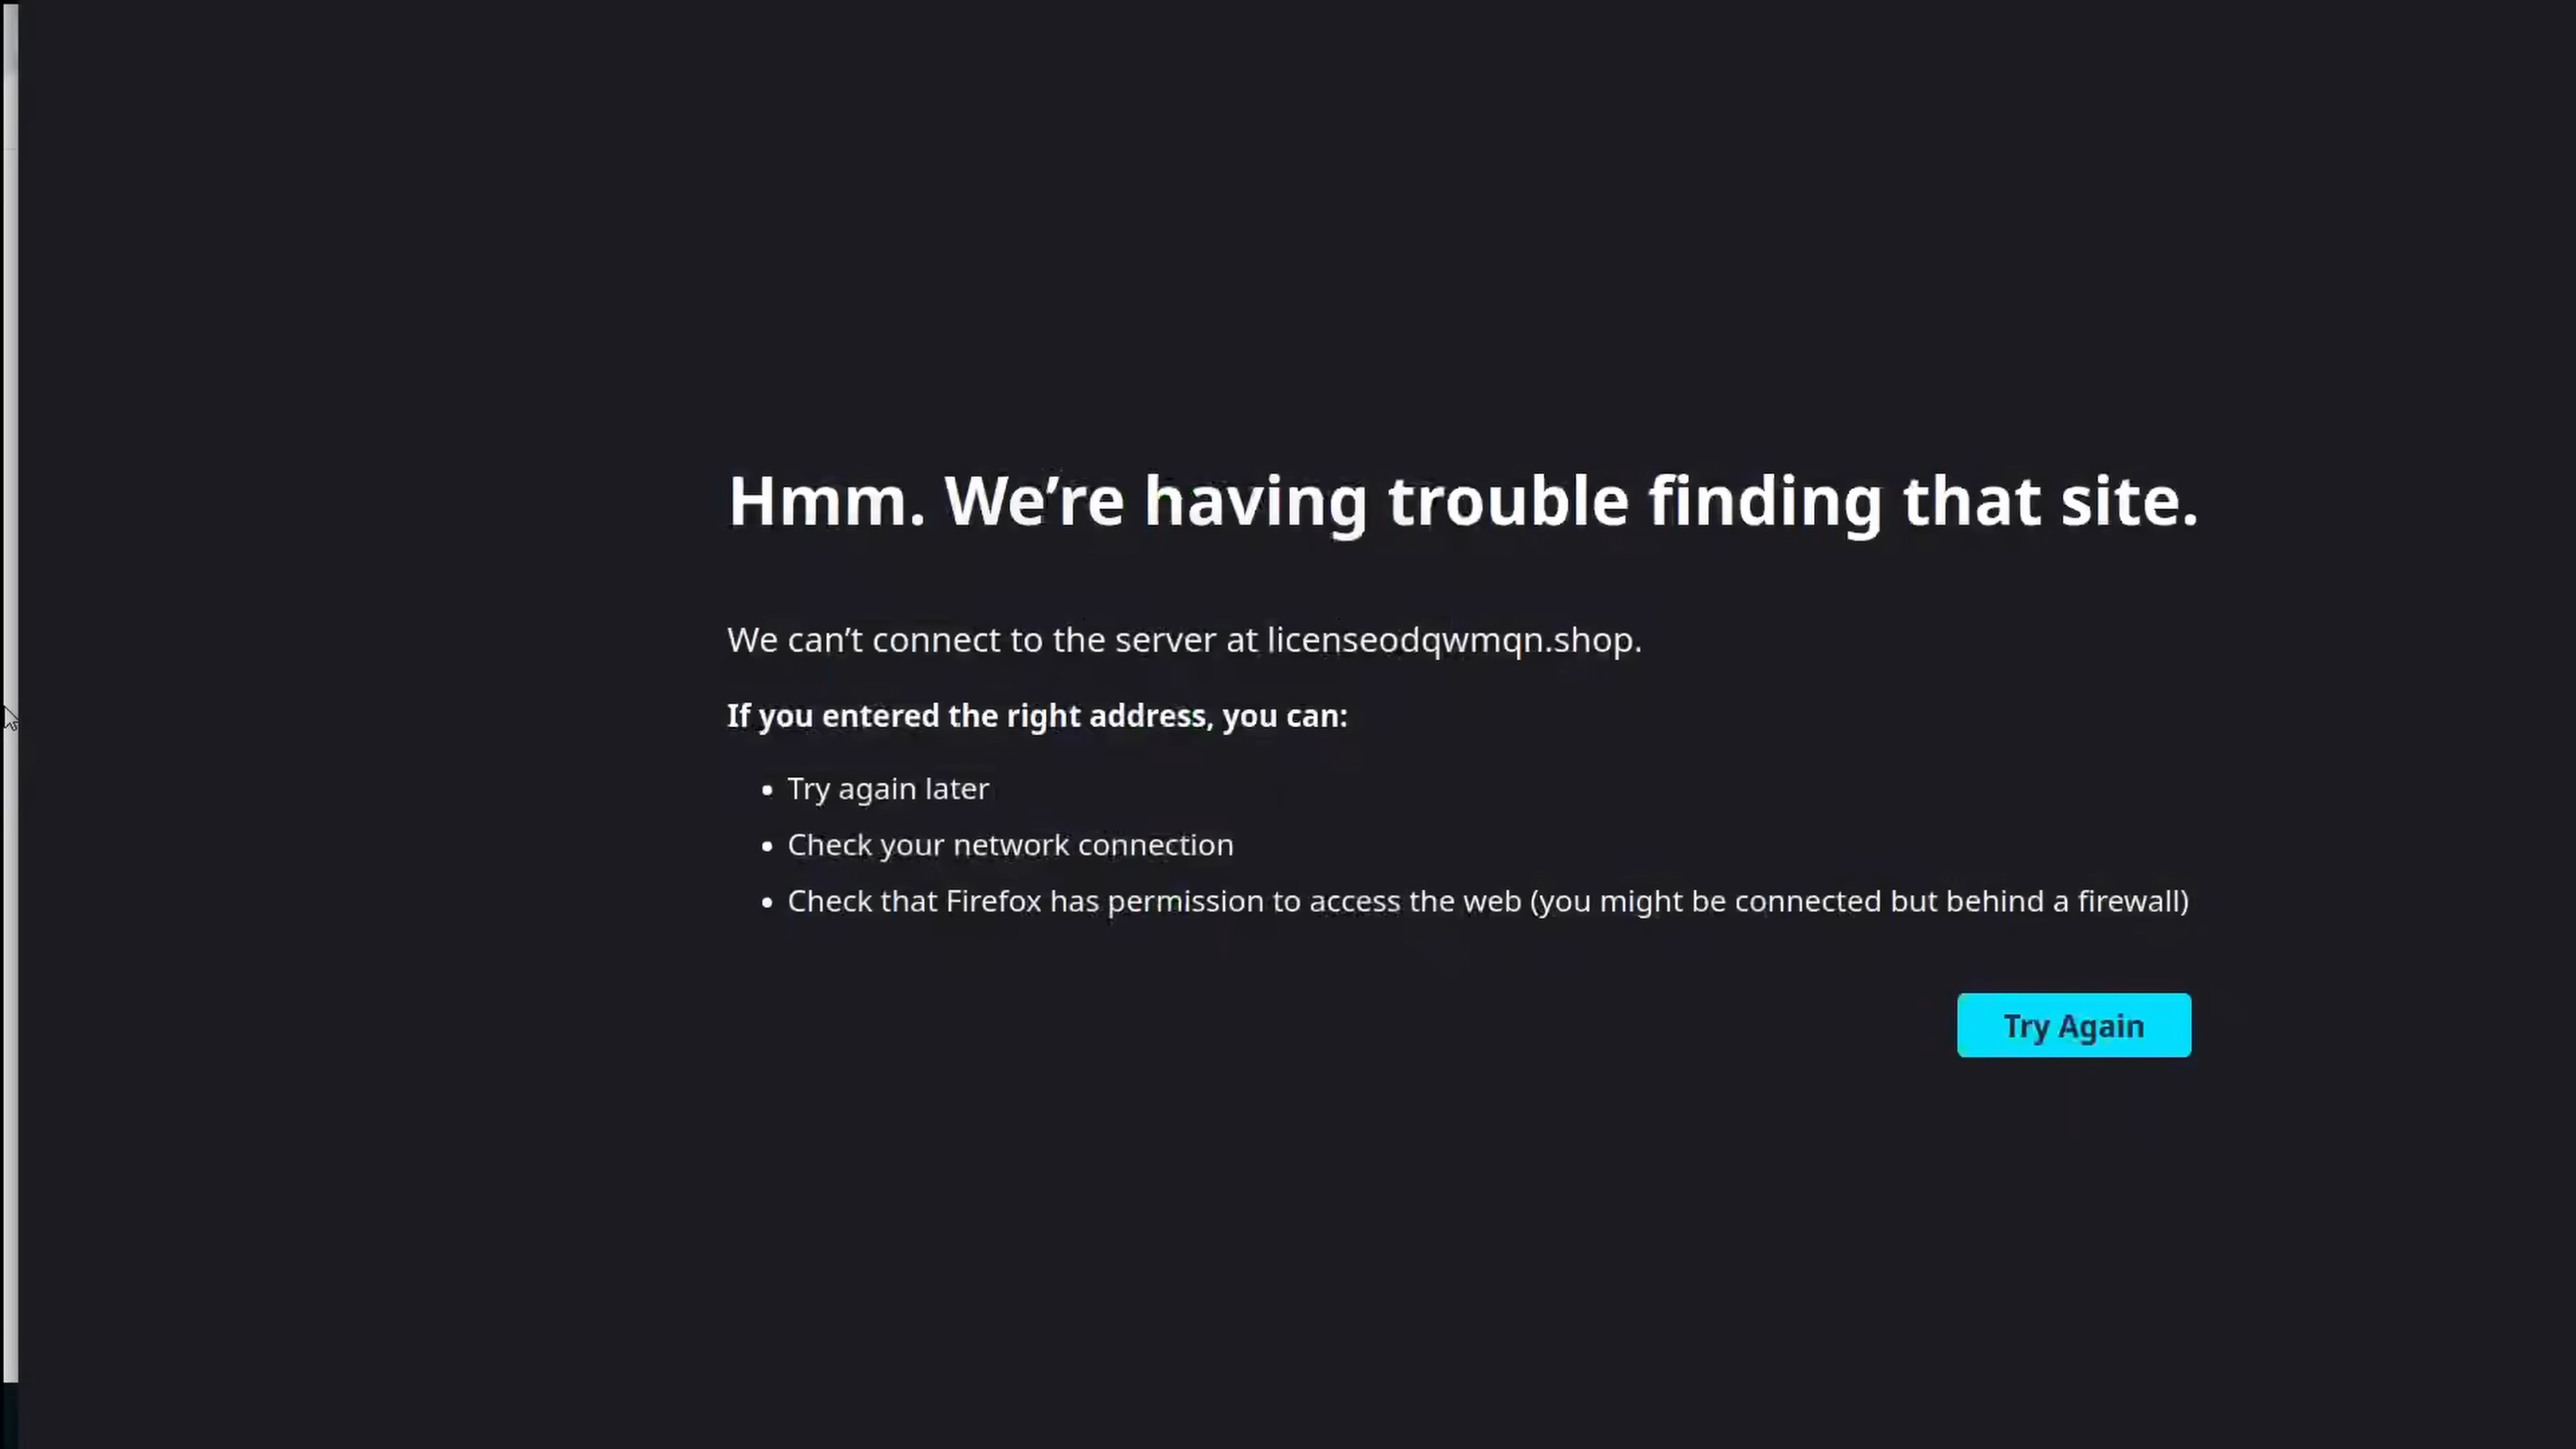 Hmm. We’re having trouble finding that site.
We can’t connect to the server at licenseodqwmqn.shop.
If you entered the right address, you can:
• Try again later
• Check your network connection
• Check that Firefox has permission to access the web (you might be connected but behind a firewall)
Try Again